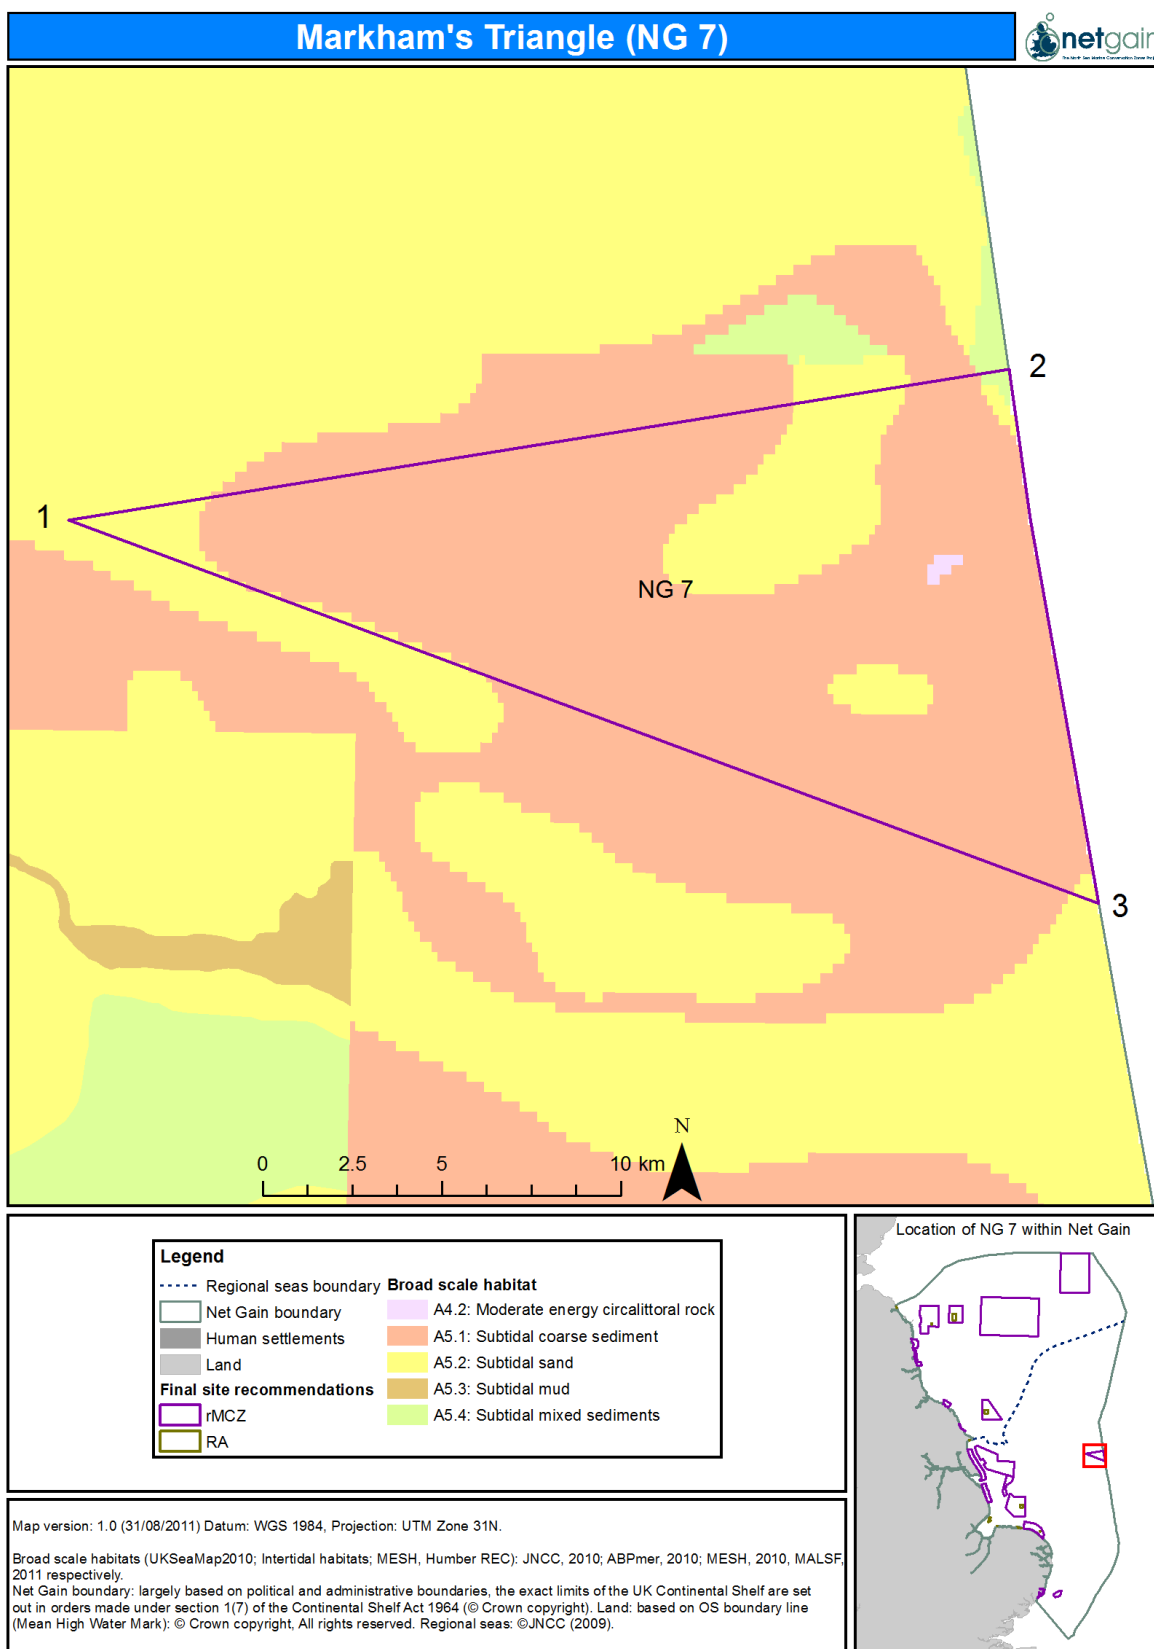 Markham's Triangle (NG 7)
netgain
The North Sea Marine Conservation Zones Project
2
1
NG 7
3
N
0 2.5 5 10 km
Location of NG 7 within Net Gain
Legend
Regional seas boundary
Net Gain boundary
Human settlements
Land
Final site recommendations
rMCZ
RA
Broad scale habitat
A4.2: Moderate energy circalittoral rock
A5.1: Subtidal coarse sediment
A5.2: Subtidal sand
A5.3: Subtidal mud
A5.4: Subtidal mixed sediments
Map version: 1.0 (31/08/2011) Datum: WGS 1984, Projection: UTM Zone 31N.
Broad scale habitats (UKSeaMap2010; Intertidal habitats; MESH, Humber REC): JNCC, 2010; ABPmer, 2010; MESH, 2010, MALSF,
2011 respectively.
Net Gain boundary: largely based on political and administrative boundaries, the exact limits of the UK Continental Shelf are set
out in orders made under section 1(7) of the Continental Shelf Act 1964 (© Crown copyright). Land: based on OS boundary line
(Mean High Water Mark): © Crown copyright, All rights reserved. Regional seas: ©JNCC (2009).